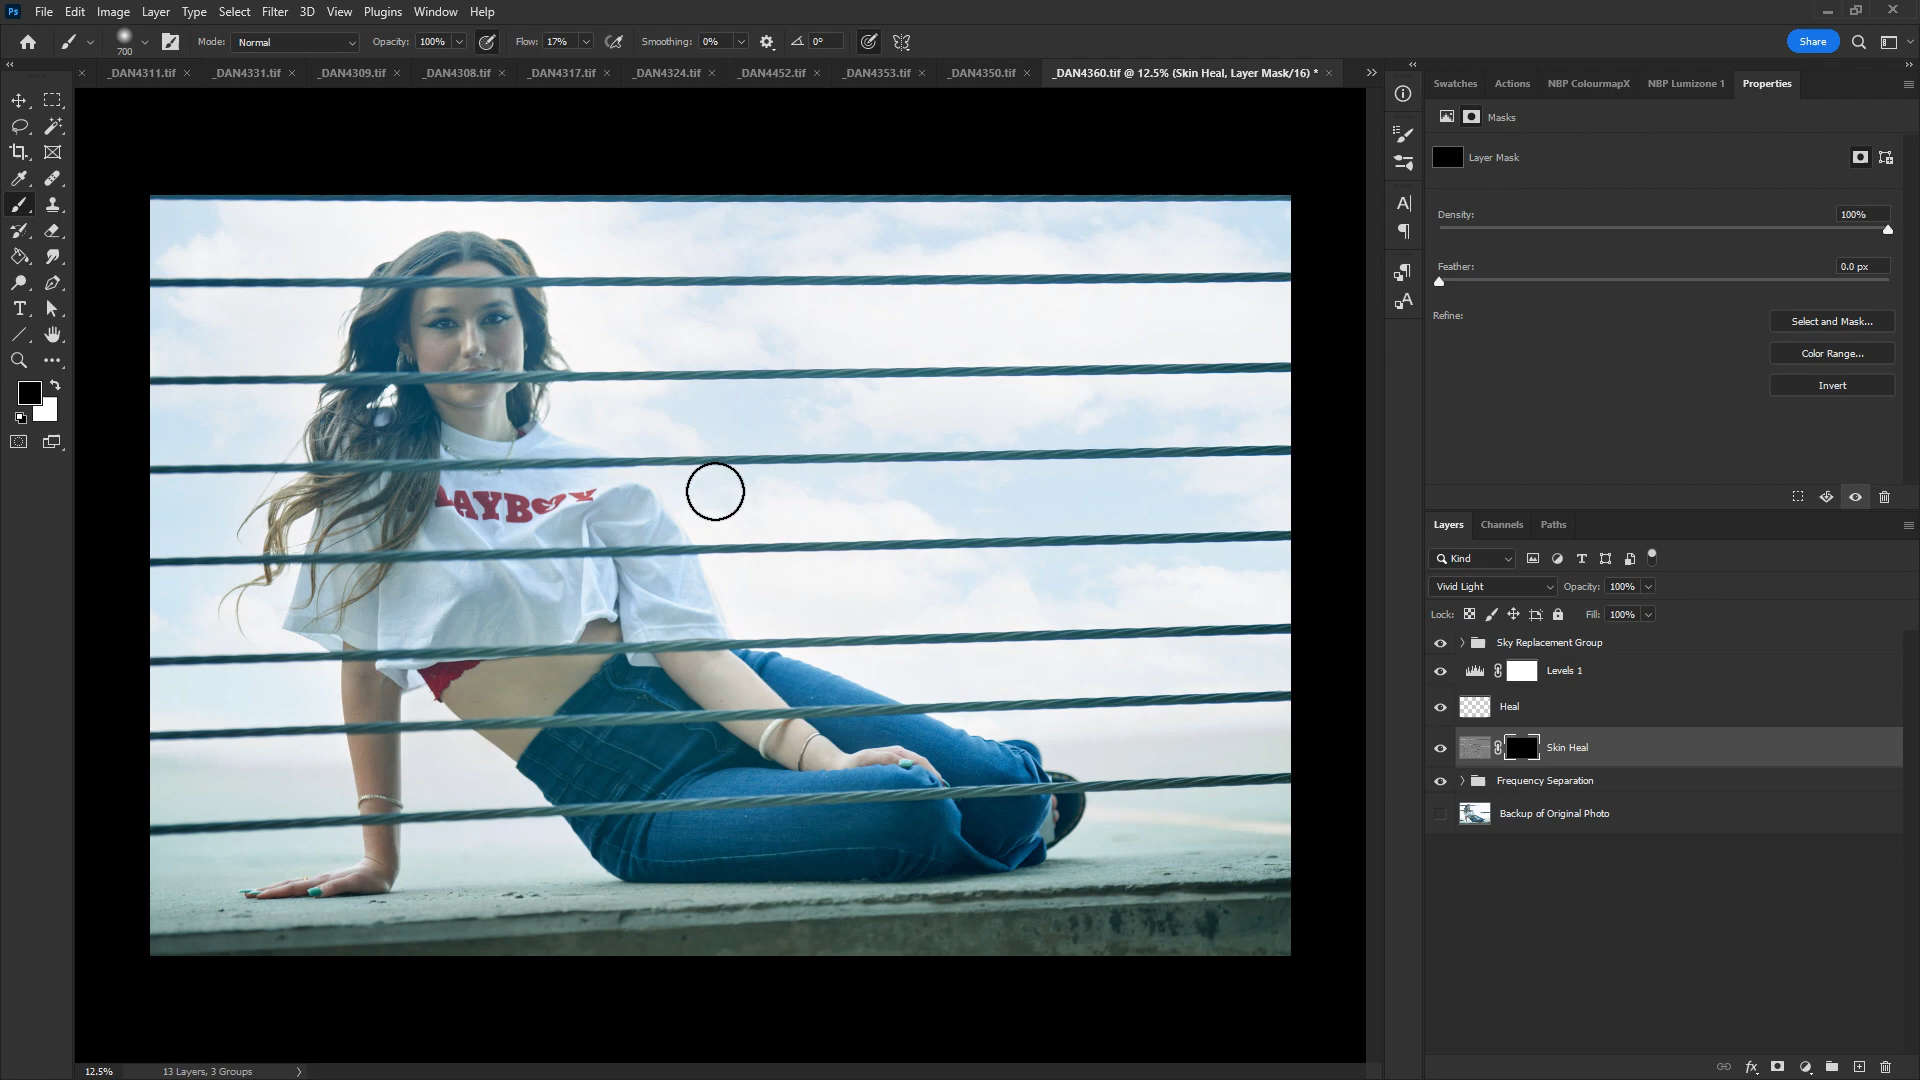 Ps File Edit Image Layer Type Select Filter 3D View Plugins Window Help
700 Mode: Normal Opacity: 100% Flow: 17% Smoothing: 0% 0° Share
_DAN4311.tif _DAN4331.tif _DAN4309.tif _DAN4308.tif _DAN4317.tif _DAN4324.tif _DAN4452.tif _DAN4353.tif _DAN4350.tif _DAN4360.tif @ 12.5% (Skin Heal, Layer Mask/16) *
Swatches Actions NBP ColourmapX NBP Lumizone 1 Properties
Masks
Layer Mask
Density: 100%
Feather: 0.0 px
Refine: Select and Mask...
Color Range...
Invert
LAYBOY
Layers Channels Paths
Kind
Vivid Light Opacity: 100%
Lock: Fill: 100%
Sky Replacement Group
Levels 1
Heal
Skin Heal
Frequency Separation
Backup of Original Photo
12.5% 13 Layers, 3 Groups